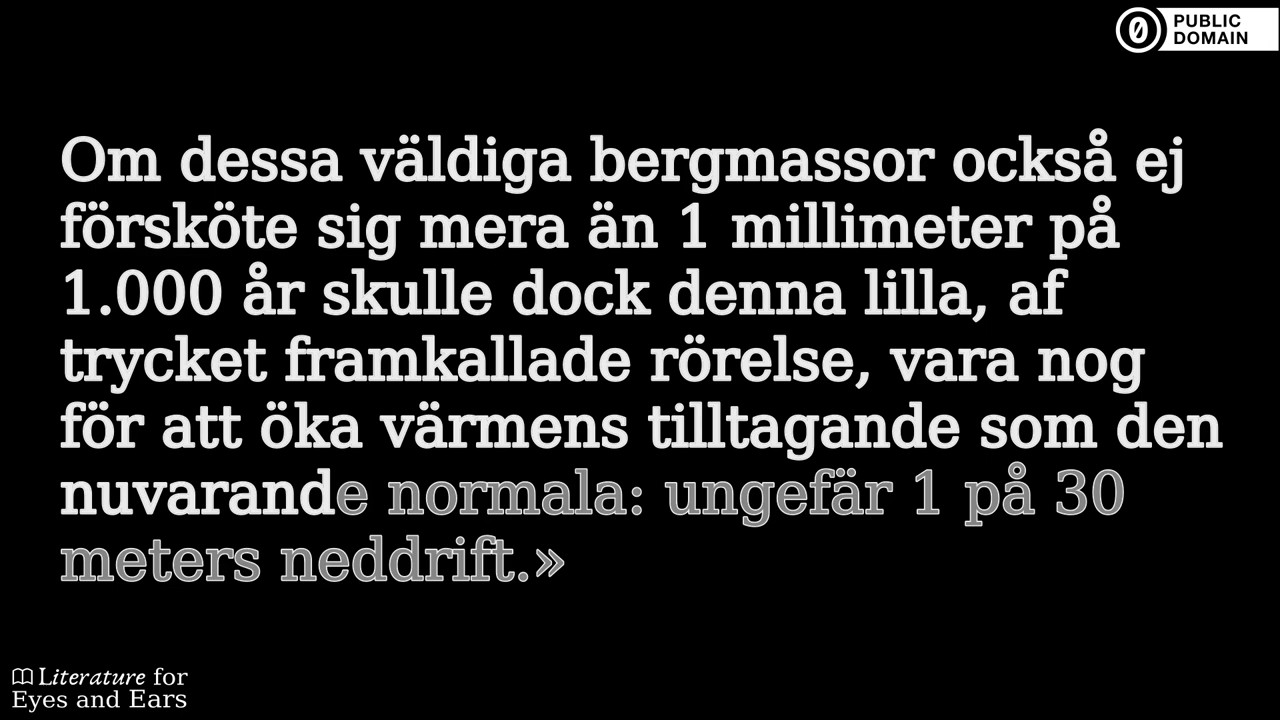 PUBLIC
DOMAIN
Om dessa väldiga bergmassor också ej
försköte sig mera än 1 millimeter på
1.000 år skulle dock denna lilla, af
trycket framkallade rörelse, vara nog
för att öka värmens tilltagande som den
nuvarande normala: ungefär 1 på 30
meters neddrift.»
Literature for
Eyes and Ears